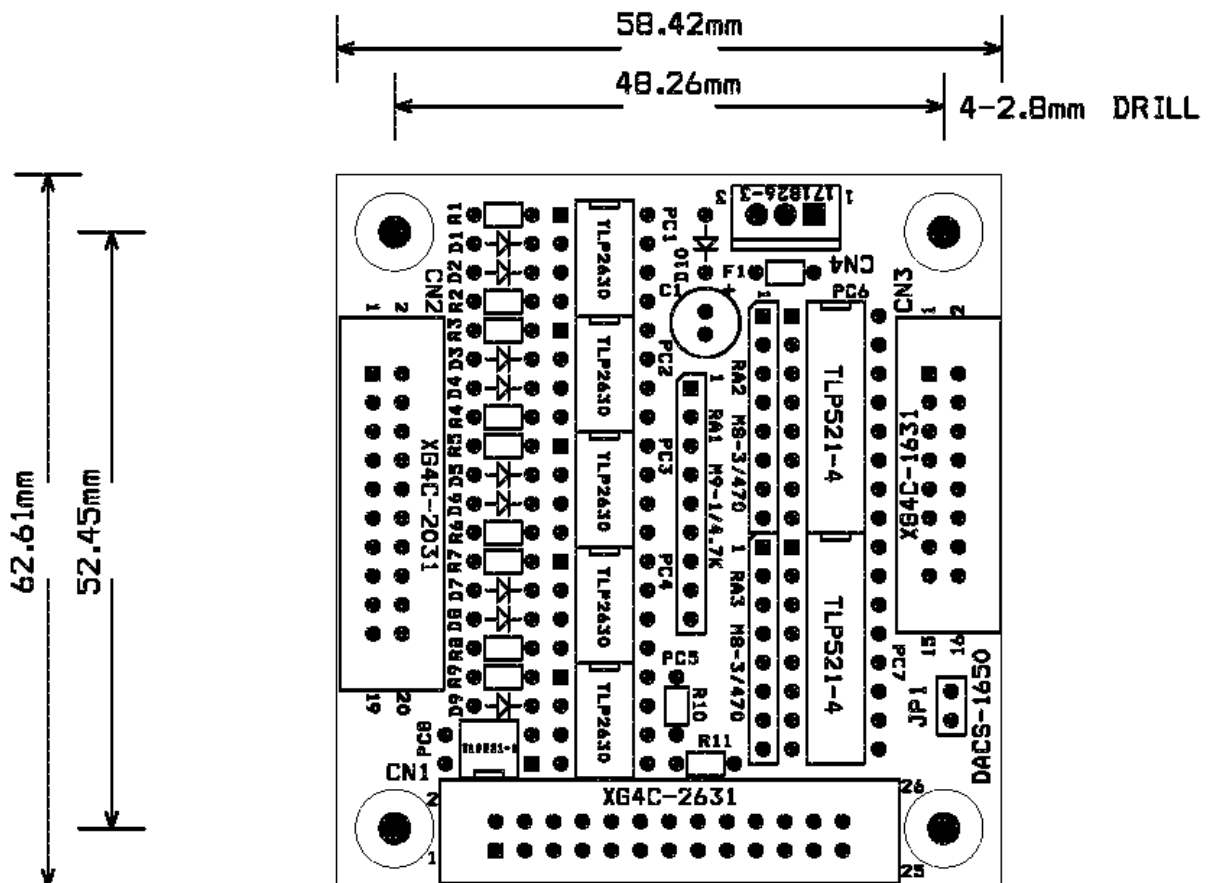 58.42mm
48.26mm
4-2.8mm DRILL
62.61mm
52.45mm
1
171826-3
3
R1
D1
D2
R2
R3
D3
D4
R4
R5
D5
D6
R6
R7
D7
D8
R8
R9
D9
CN2
1
2
XG4C-2031
19
20
TLP2630
TLP2630
TLP2630
TLP2630
TLP2630
PC1
PC2
PC3
PC4
PC5
D10
F1
CN4
C1
+
1
RA1 M9-1/4.7K
1
RA2 M8-3/470
1
RA3 M8-3/470
PC6
TLP521-4
TLP521-4
PC7
CN3
1
2
XG4C-1631
15
16
JP1
DACS-1650
R10
R11
PC8
CN1
XG4C-2631
2
1
26
25